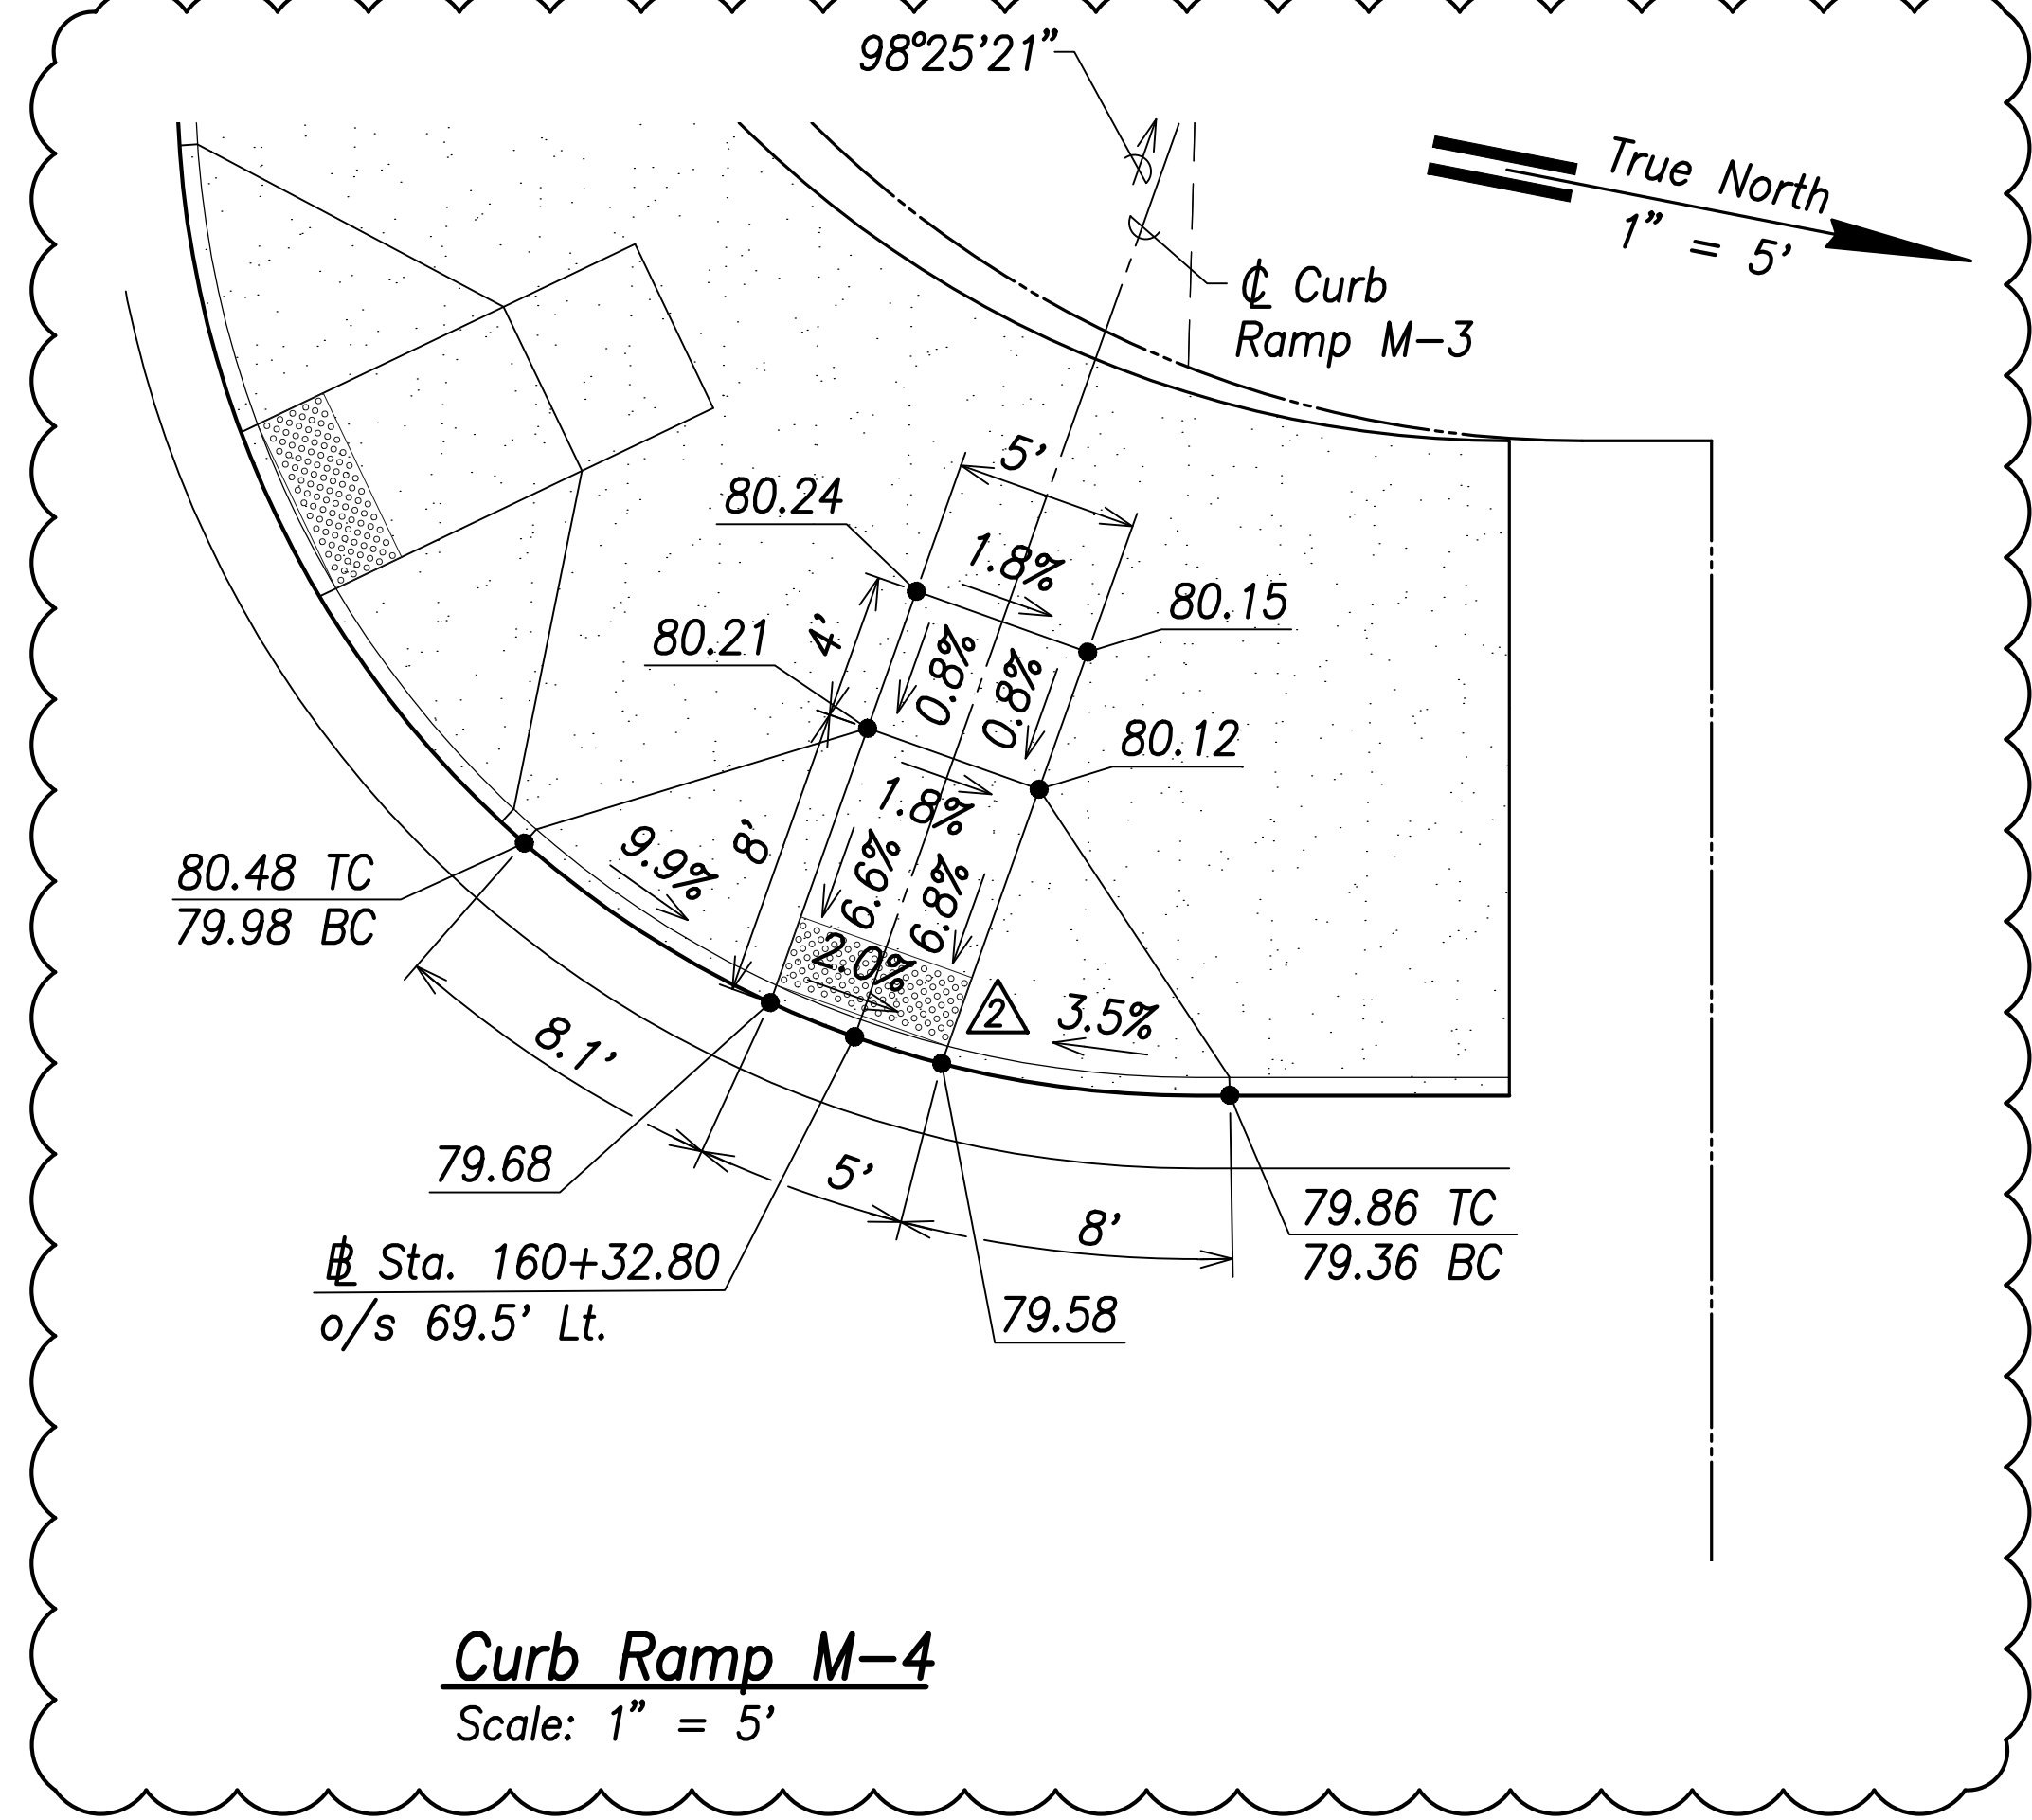 98°25'21"
True North
1" = 5'
℄ Curb
Ramp M-3
5'
80.24
1.8%
80.15
4'
80.21
0.8%
0.8%
80.12
1.8%
8'
9.9%
6.6%
6.8%
80.48 TC
79.98 BC
2.0%
2
3.5%
8.1'
79.68
5'
8'
79.86 TC
79.36 BC
BL Sta. 160+32.80
o/s 69.5' Lt.
79.58
Curb Ramp M-4
Scale: 1" = 5'